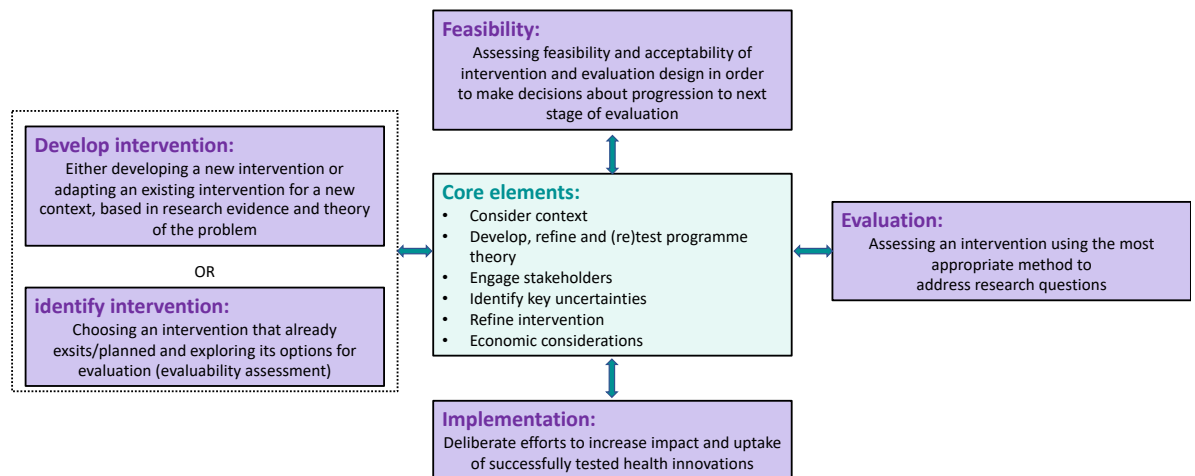 Feasibility:
Assessing feasibility and acceptability of
intervention and evaluation design in order
to make decisions about progression to next
stage of evaluation
Develop intervention:
Either developing a new intervention or
adapting an existing intervention for a new
context, based in research evidence and theory
of the problem
OR
identify intervention:
Choosing an intervention that already
exsits/planned and exploring its options for
evaluation (evaluability assessment)
Core elements:
• Consider context
• Develop, refine and (re)test programme
theory
• Engage stakeholders
• Identify key uncertainties
• Refine intervention
• Economic considerations
Evaluation:
Assessing an intervention using the most
appropriate method to
address research questions
Implementation:
Deliberate efforts to increase impact and uptake
of successfully tested health innovations